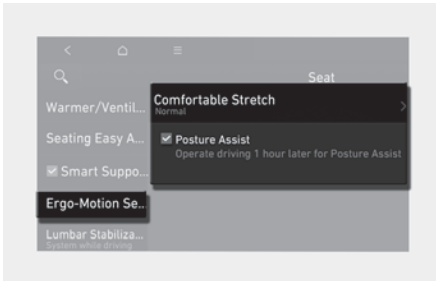 Seat
Warmer/Ventil...
Comfortable Stretch
Normal
Seating Easy A...
Posture Assist
Operate driving 1 hour later for Posture Assist
Smart Suppo...
Ergo-Motion Se..
Lumbar Stabiliza...
System while driving